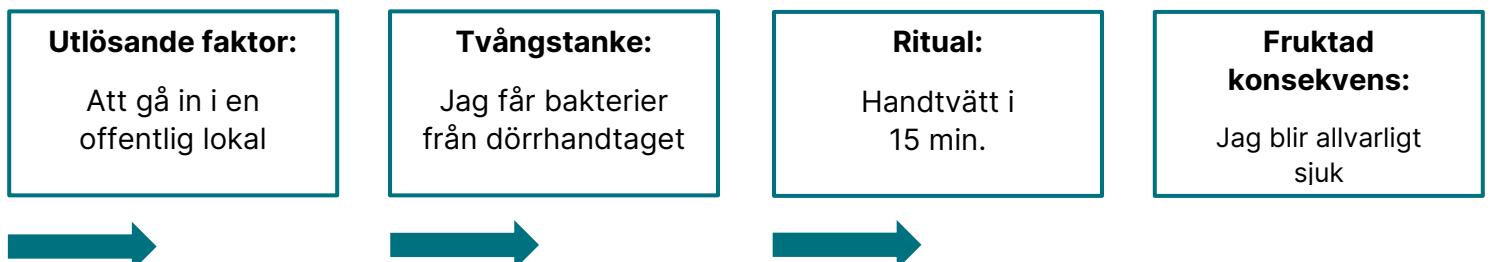 Utlösande faktor:
Att gå in i en
offentlig lokal
Tvångstanke:
Jag får bakterier
från dörrhandtaget
Ritual:
Handtvätt i
15 min.
Fruktad
konsekvens:
Jag blir allvarligt
sjuk